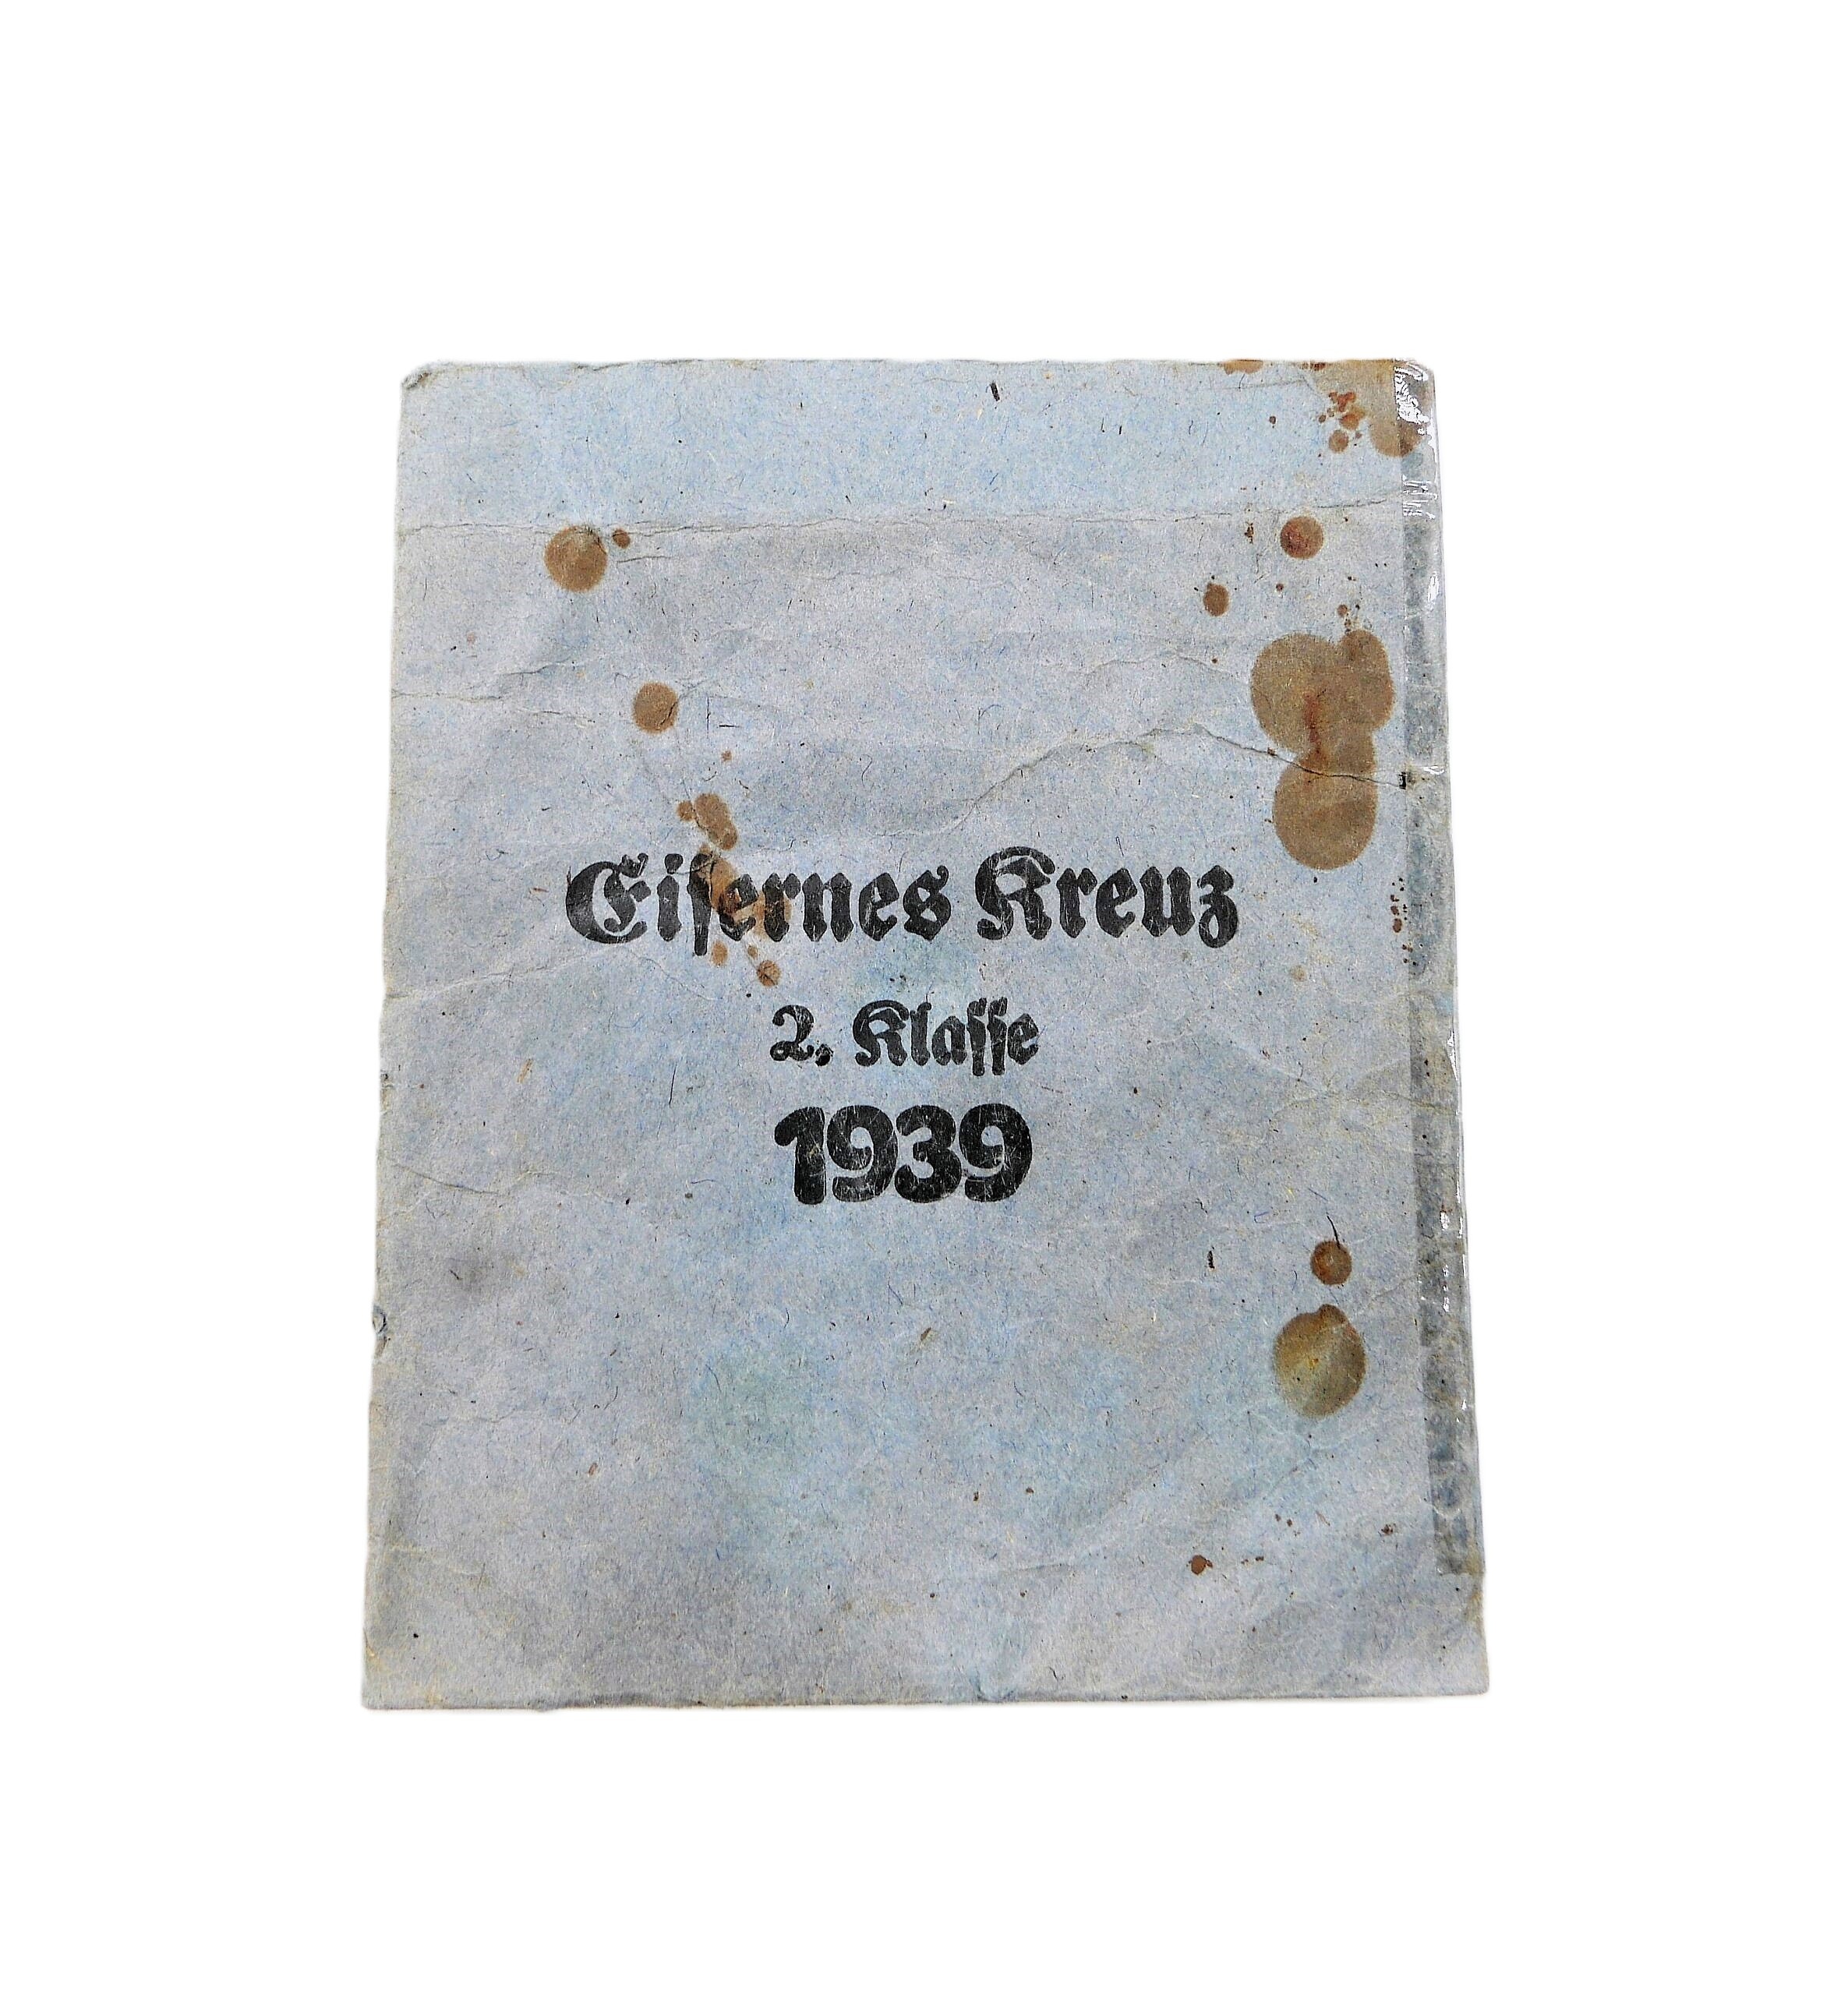 Eiſernes Kreuz
2. Klaſſe
1939